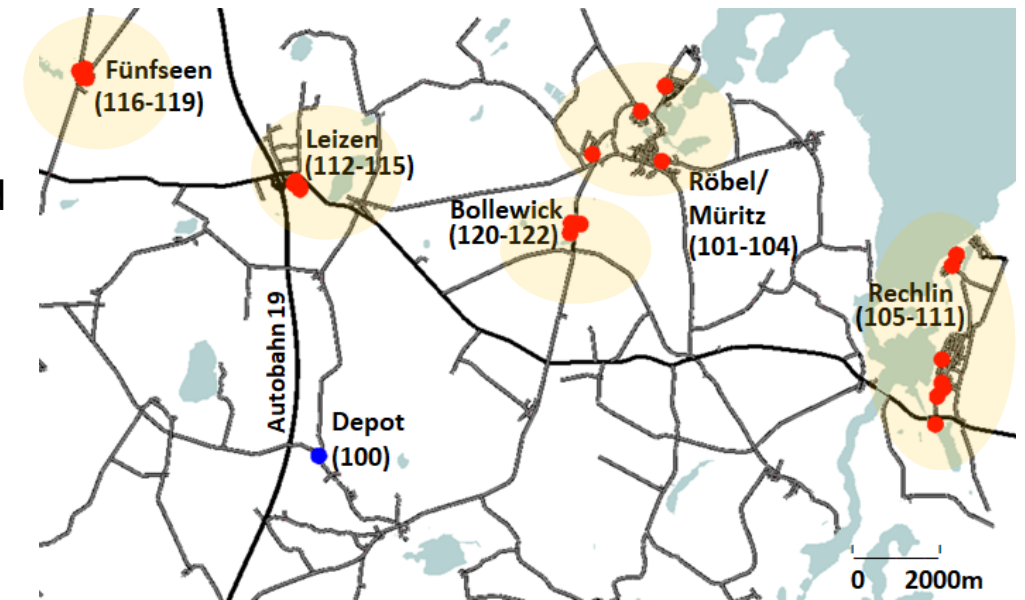 Fünfseen
(116-119)
Leizen
(112-115)
Bollewick
(120-122)
Röbel/
Müritz
(101-104)
Rechlin
(105-111)
Autobahn 19
Depot
(100)
0 2000m